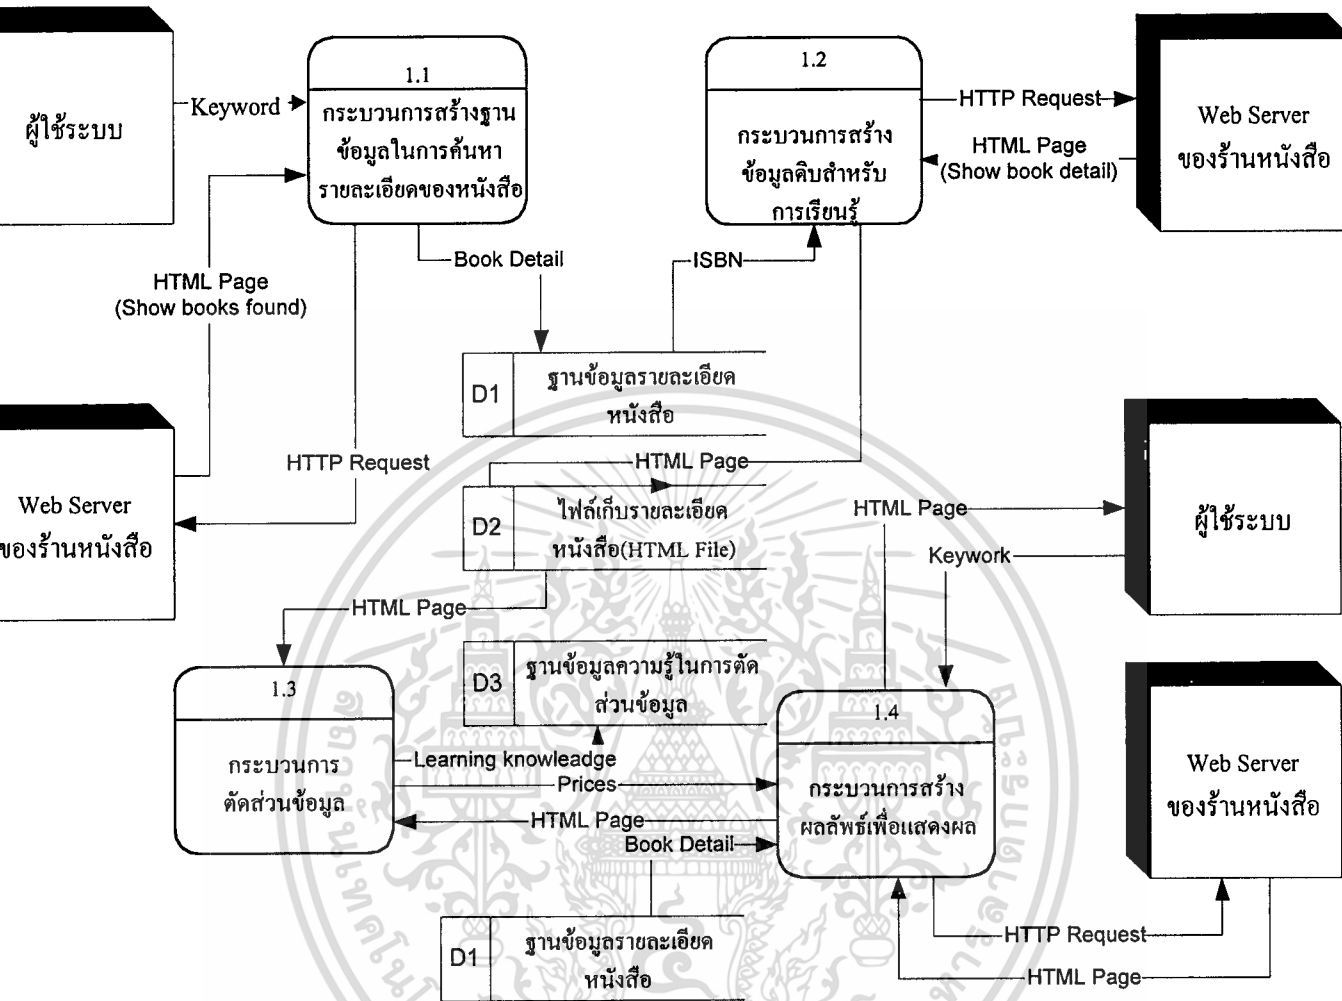 ผู้ใช้ระบบ
Keyword
1.1
กระบวนการสร้างฐาน
ข้อมูลในการค้นหา
รายละเอียดของหนังสือ
1.2
กระบวนการสร้าง
ข้อมูลดิบสำหรับ
การเรียนรู้
HTTP Request
HTML Page
(Show book detail)
Web Server
ของร้านหนังสือ
HTML Page
(Show books found)
Book Detail
ISBN
D1
ฐานข้อมูลรายละเอียด
หนังสือ
Web Server
ของร้านหนังสือ
HTTP Request
HTML Page
D2
ไฟล์เก็บรายละเอียด
หนังสือ(HTML File)
HTML Page
Keywork
ผู้ใช้ระบบ
HTML Page
D3
ฐานข้อมูลความรู้ในการตัด
ส่วนข้อมูล
1.3
กระบวนการ
ตัดส่วนข้อมูล
Learning knowleadge
Prices
HTML Page
Book Detail
1.4
กระบวนการสร้าง
ผลลัพธ์เพื่อแสดงผล
Web Server
ของร้านหนังสือ
D1
ฐานข้อมูลรายละเอียด
หนังสือ
HTTP Request
HTML Page